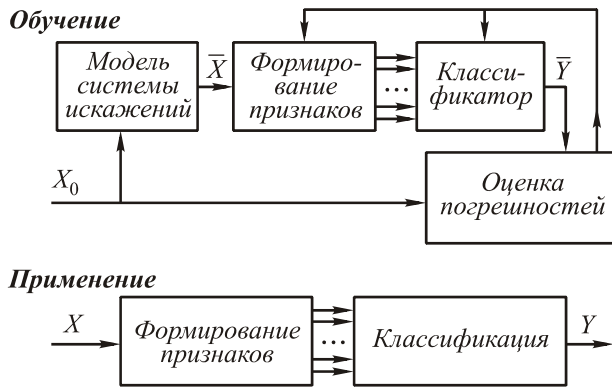 Обучение
Модель
системы
искажений
X̅
Формиро-
вание
признаков
...
Класси-
фикатор
Y̅
X₀
Оценка
погрешностей
Применение
X
Формирование
признаков
...
Классификация
Y